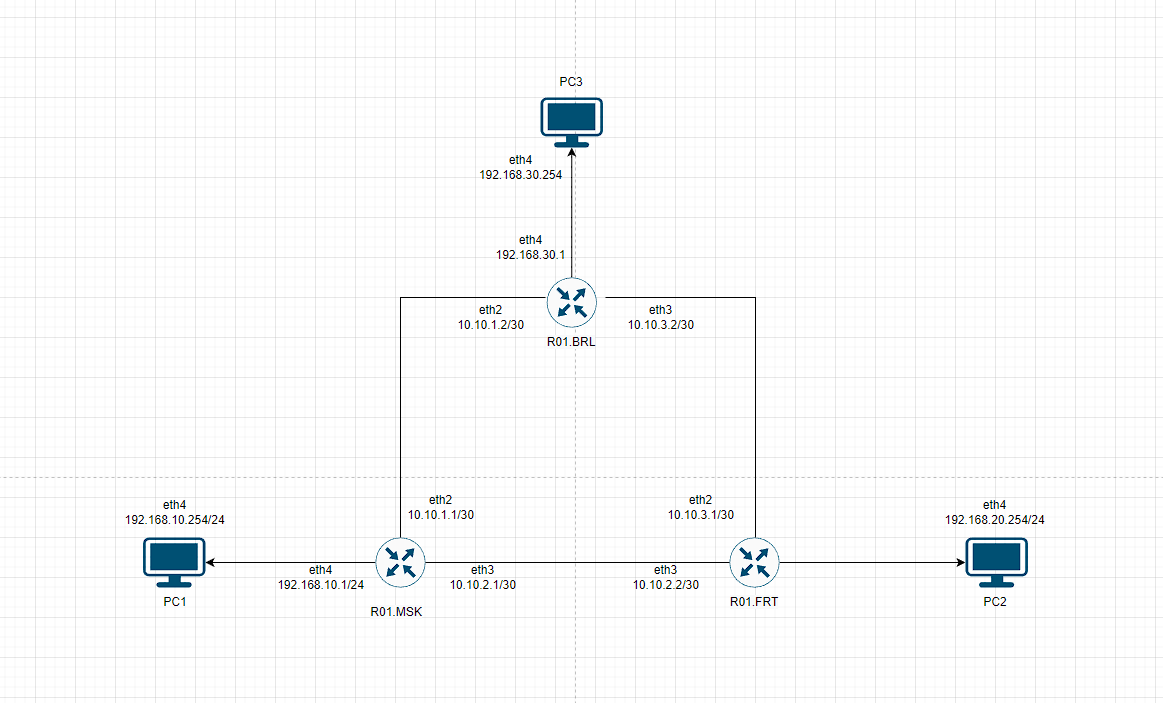 PC3
eth4
192.168.30.254
eth4
192.168.30.1
eth2
10.10.1.2/30
eth3
10.10.3.2/30
R01.BRL
eth4
192.168.10.254/24
eth2
10.10.1.1/30
eth2
10.10.3.1/30
eth4
192.168.20.254/24
eth4
192.168.10.1/24
eth3
10.10.2.1/30
eth3
10.10.2.2/30
PC1
R01.MSK
R01.FRT
PC2